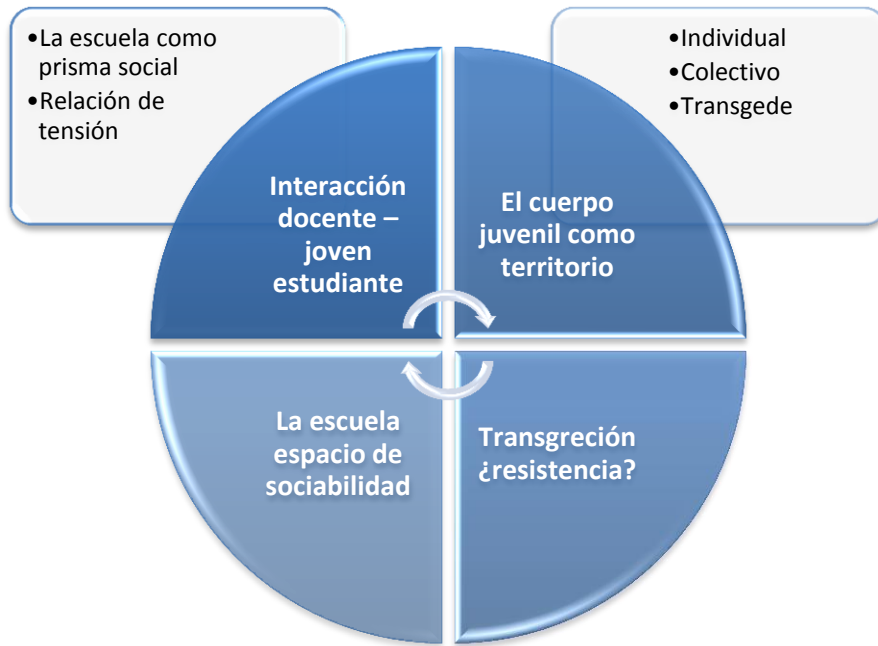 •La escuela como
prisma social
•Relación de
tensión
•Individual
•Colectivo
•Transgede
Interacción
docente –
joven
estudiante
El cuerpo
juvenil como
territorio
La escuela
espacio de
sociabilidad
Transgreción
¿resistencia?